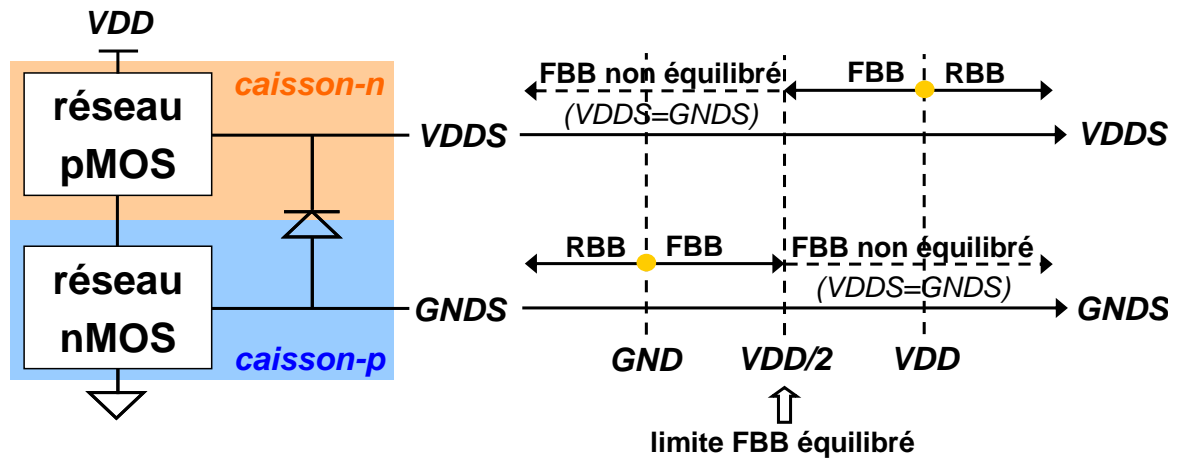 VDD
caisson-n
réseau
pMOS
VDDS
réseau
nMOS
GNDS
caisson-p
FBB non équilibré
FBB
RBB
(VDDS=GNDS)
VDDS
RBB
FBB
FBB non équilibré
(VDDS=GNDS)
GNDS
GND
VDD/2
VDD
limite FBB équilibré